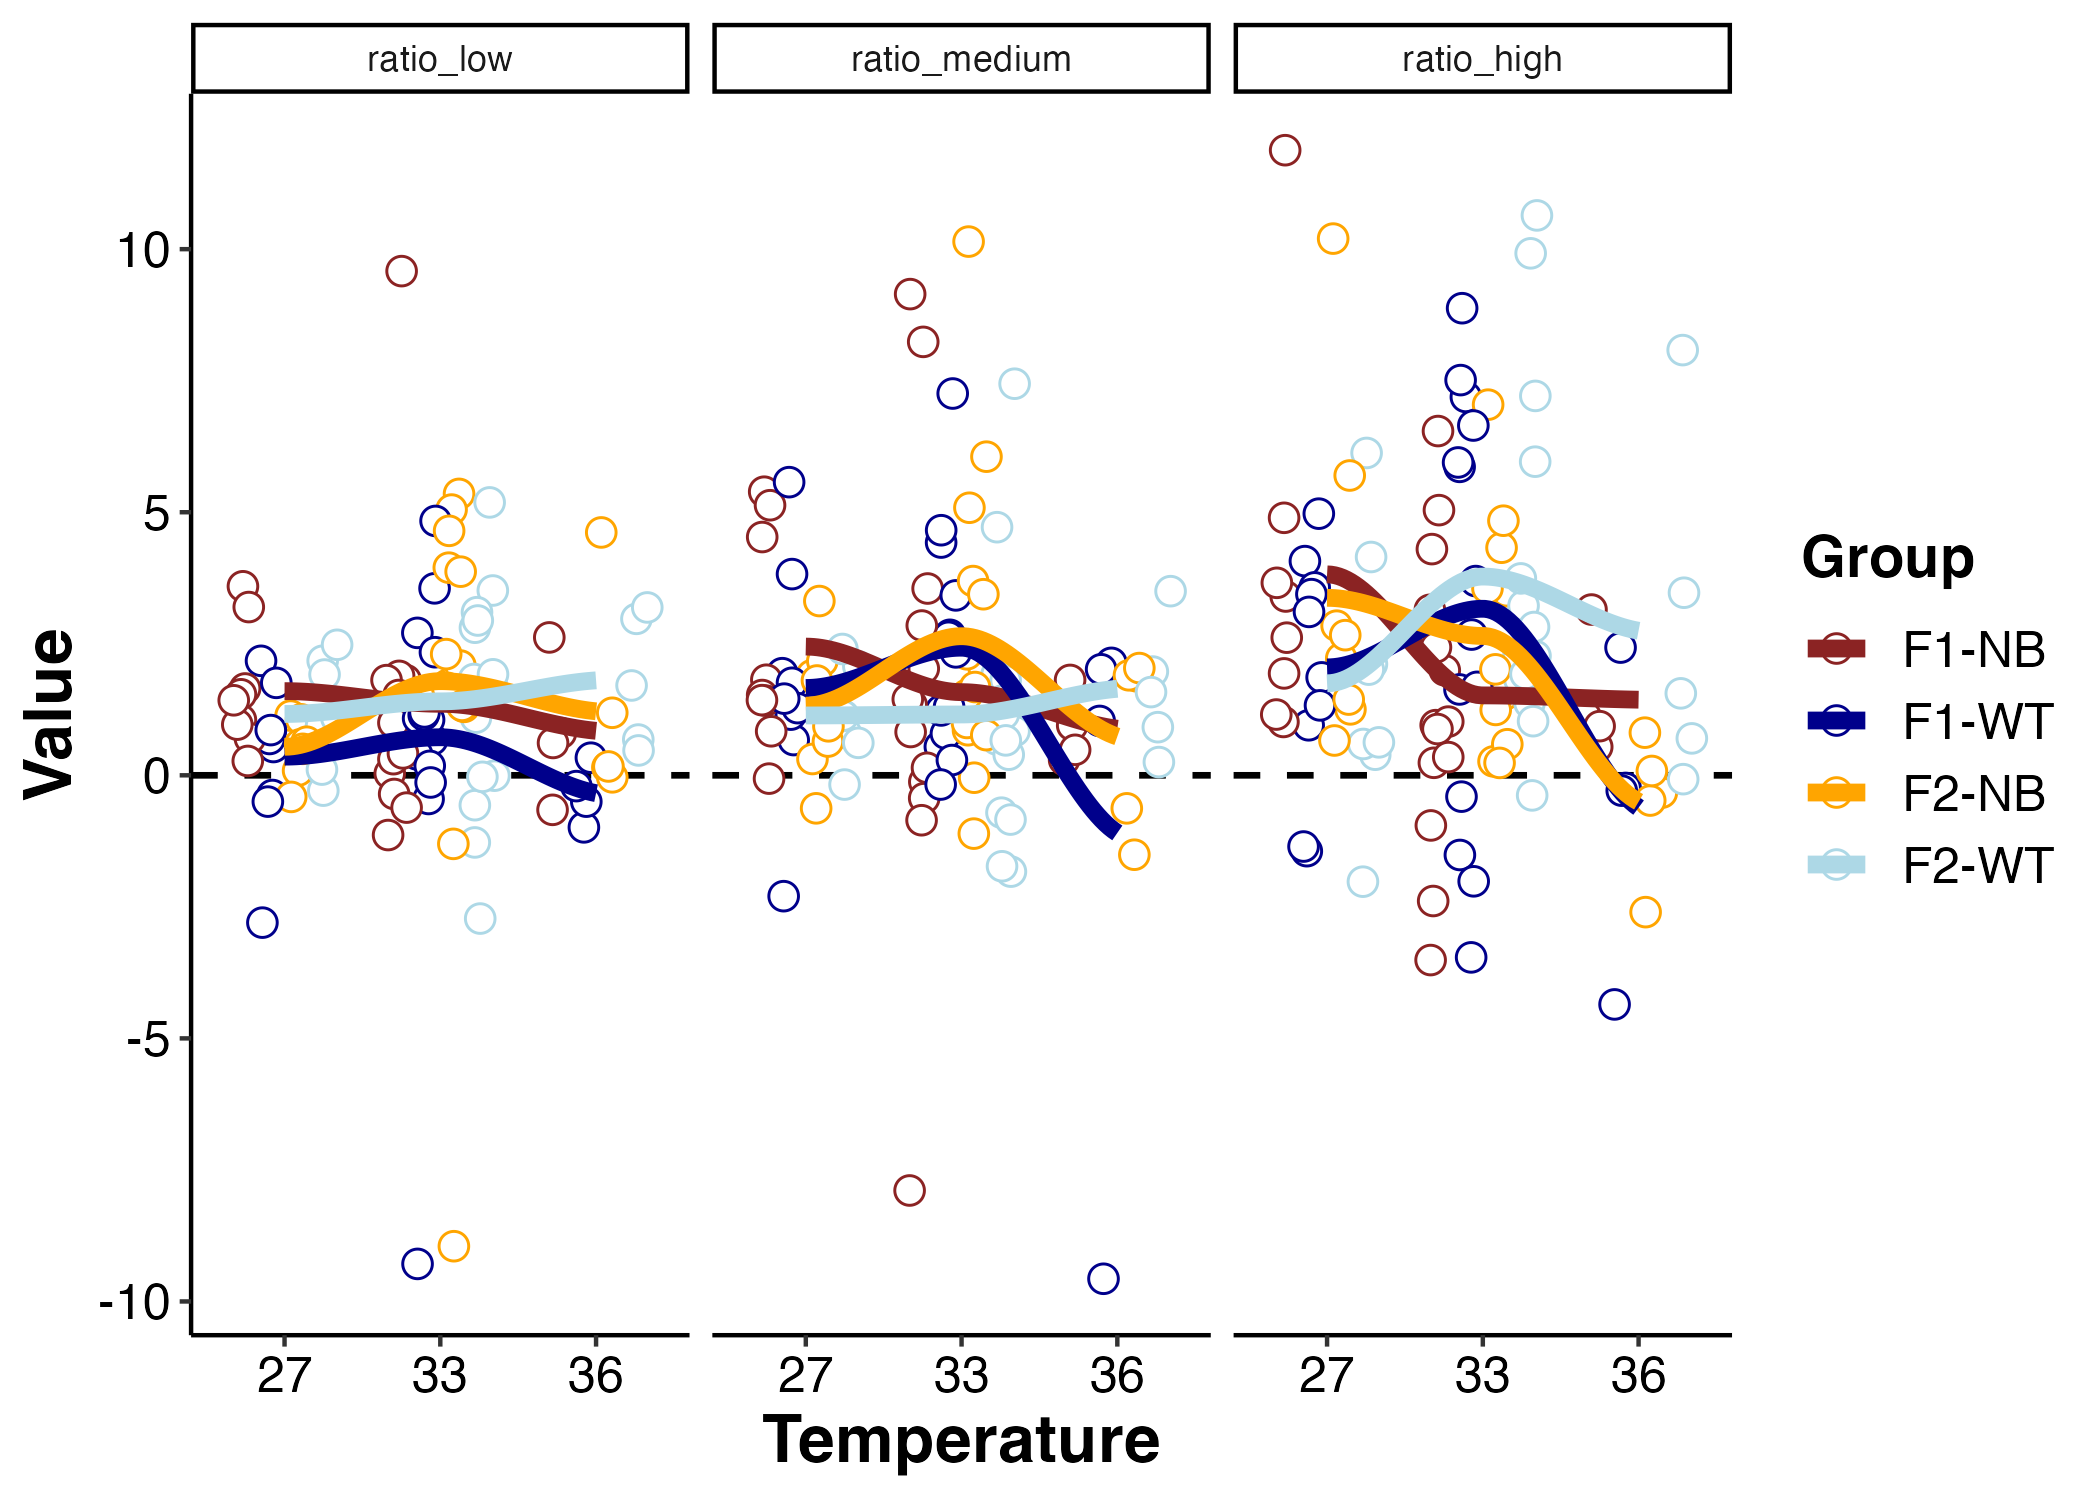 ratio_low
ratio_medium
ratio_high
Value
10
5
0
-5
-10
27 33 36
27 33 36
27 33 36
Temperature
Group
F1-NB
F1-WT
F2-NB
F2-WT